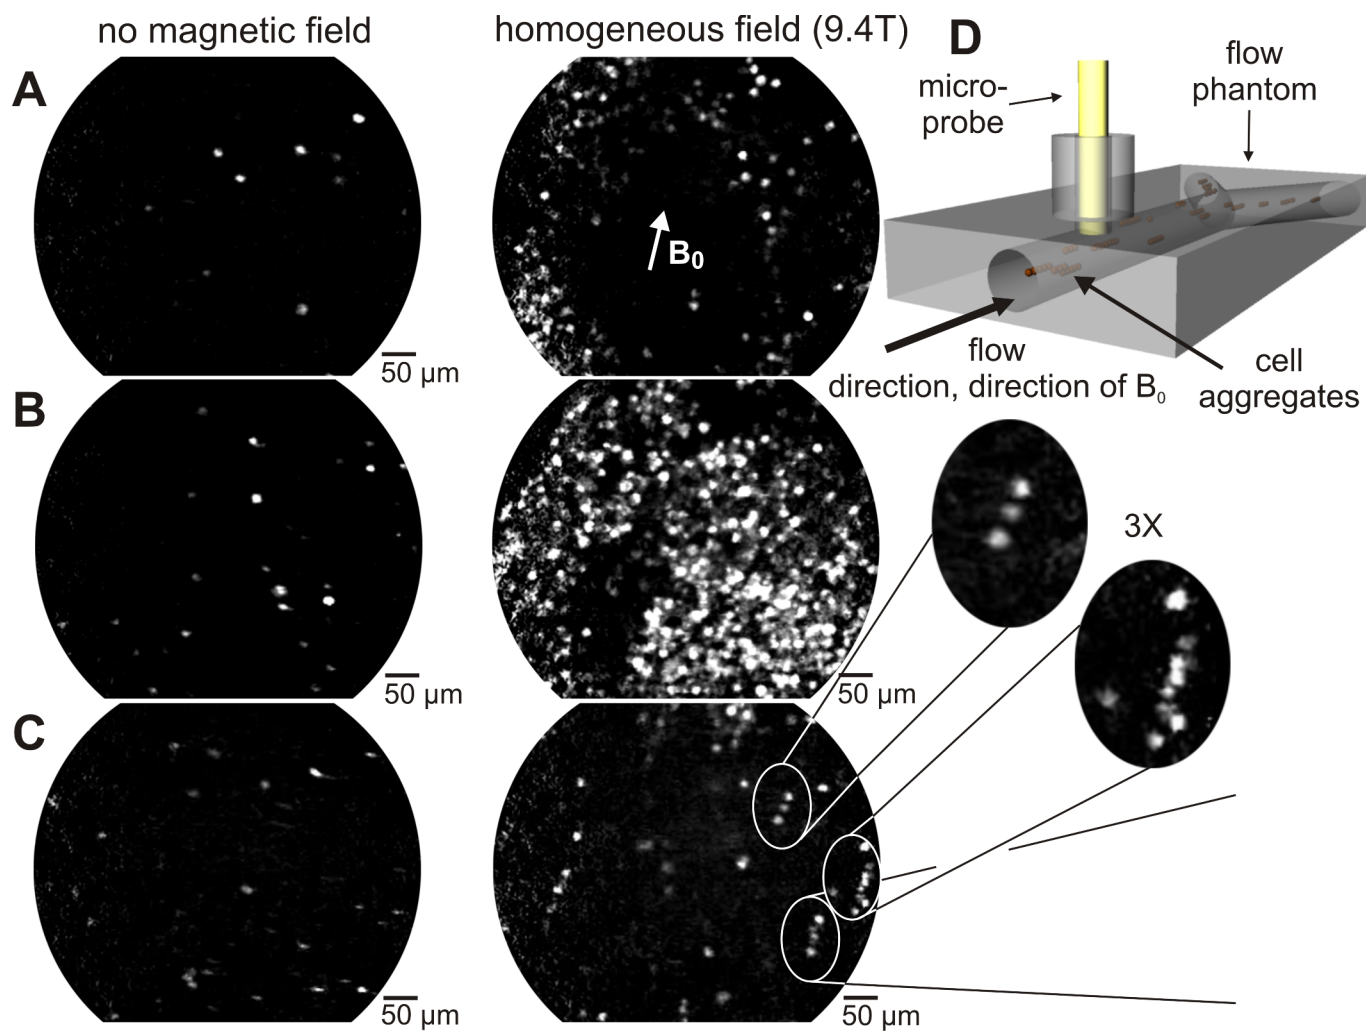 no magnetic field
homogeneous field (9.4T)
A
B₀
50 µm
D
micro-
probe
flow
phantom
flow
direction, direction of B₀
cell
aggregates
B
50 µm
50 µm
C
3X
50 µm
50 µm